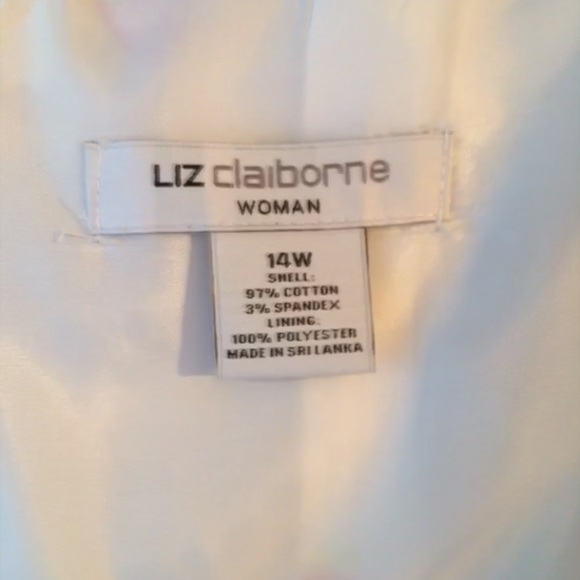 LIZ claiborne
WOMAN
14W
SHELL:
97% COTTON
3% SPANDEX
LINING:
100% POLYESTER
MADE IN SRI LANKA